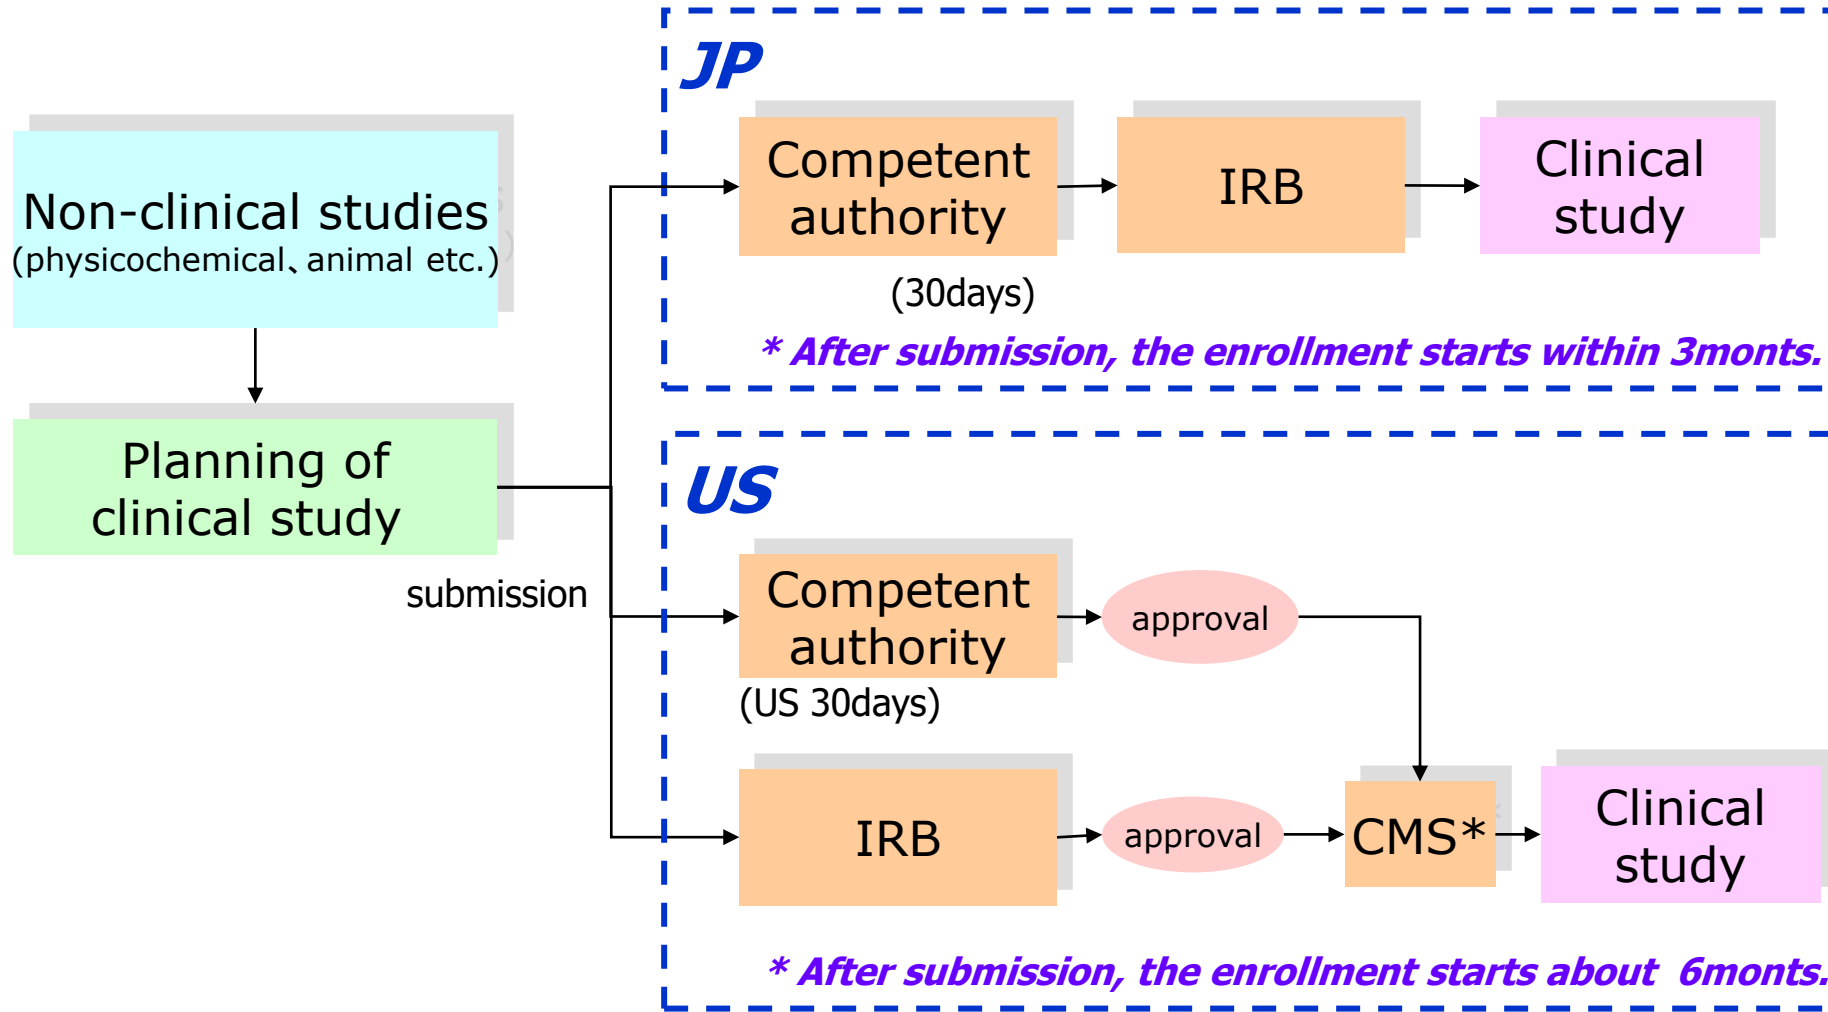 JP
Non-clinical studies
(physicochemical、animal etc.)
Competent
authority
IRB
Clinical
study
(30days)
* After submission, the enrollment starts within 3monts.
Planning of
clinical study
submission
US
Competent
authority
approval
(US 30days)
IRB
approval
CMS*
Clinical
study
* After submission, the enrollment starts about  6monts.